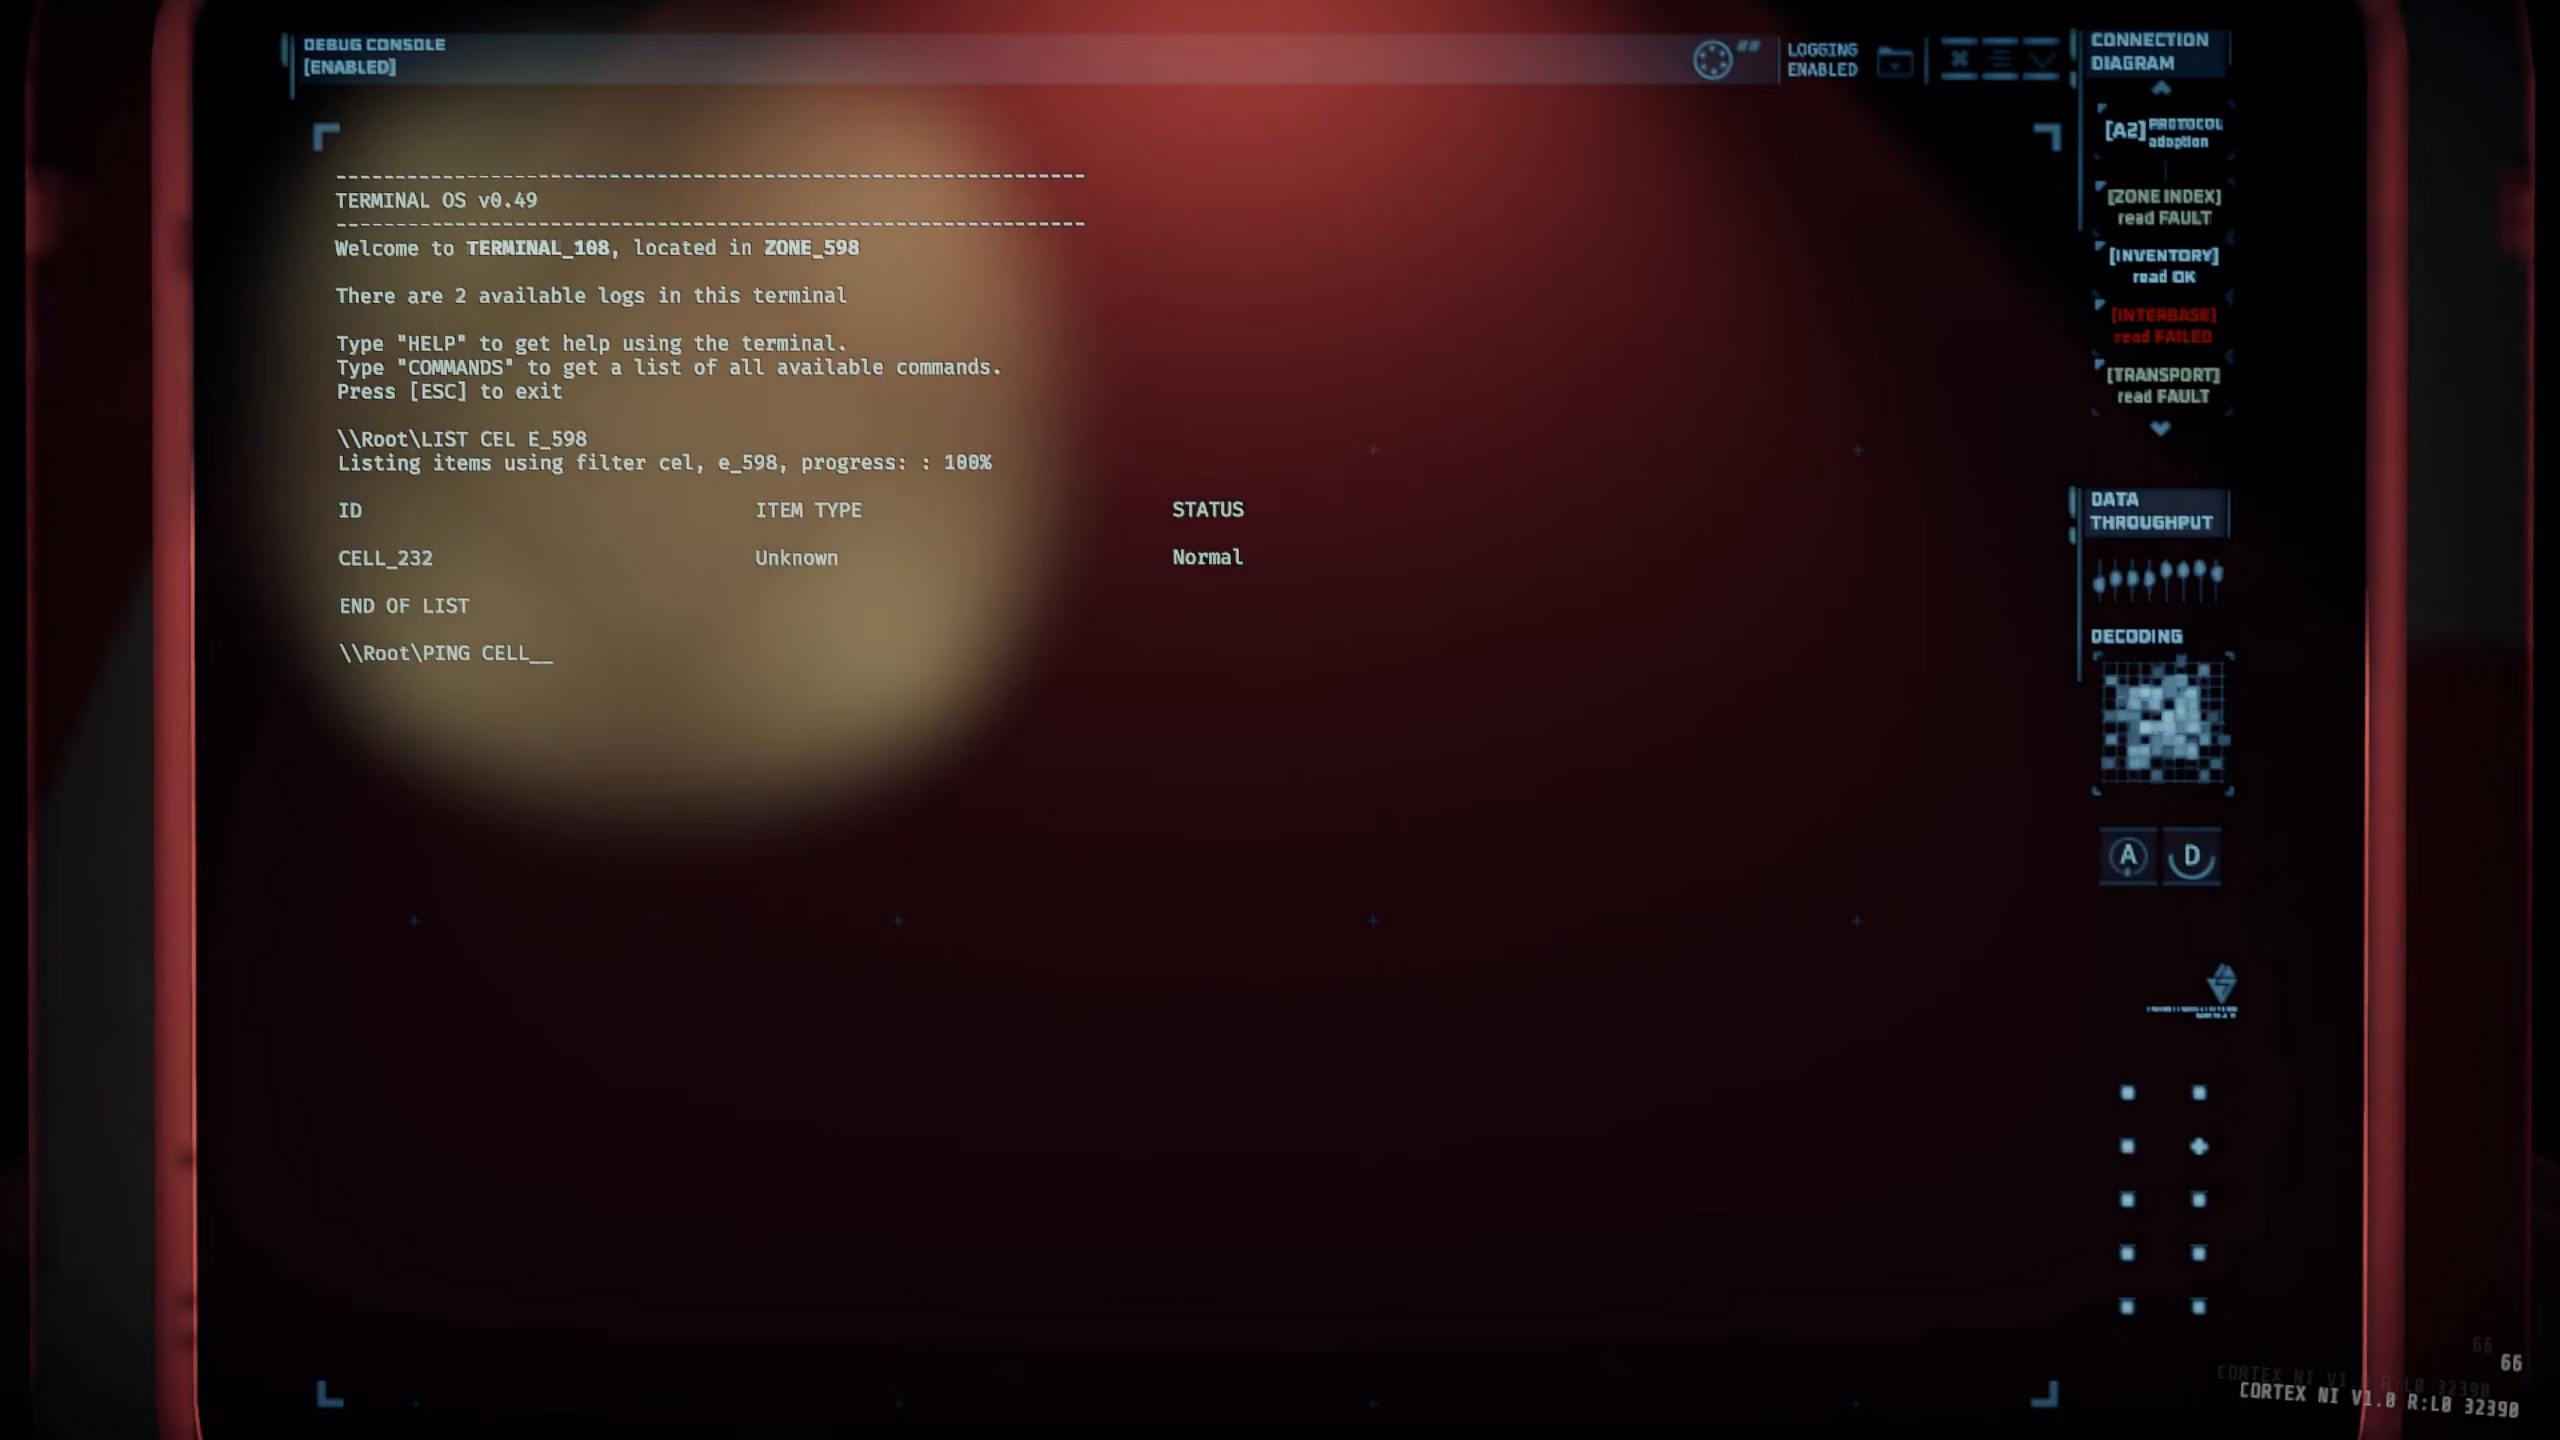 DEBUG CONSOLE
[ENABLED]
LOGGING
ENABLED
------------------------------------------------------------
TERMINAL OS v0.49
------------------------------------------------------------
Welcome to TERMINAL_108, located in ZONE_598
There are 2 available logs in this terminal
Type "HELP" to get help using the terminal.
Type "COMMANDS" to get a list of all available commands.
Press [ESC] to exit
\\Root\LIST CEL E_598
Listing items using filter cel, e_598, progress: : 100%
ID ITEM TYPE STATUS
CELL_232 Unknown Normal
END OF LIST
\\Root\PING CELL__
CONNECTION
DIAGRAM
[A2] PROTOCOL
adoption
[ZONE INDEX]
read FAULT
[INVENTORY]
read OK
[INTERBASE]
read FAILED
[TRANSPORT]
read FAULT
DATA
THROUGHPUT
DECODING
A D
66
66
CORTEX NI V1.0 R:L0 32390